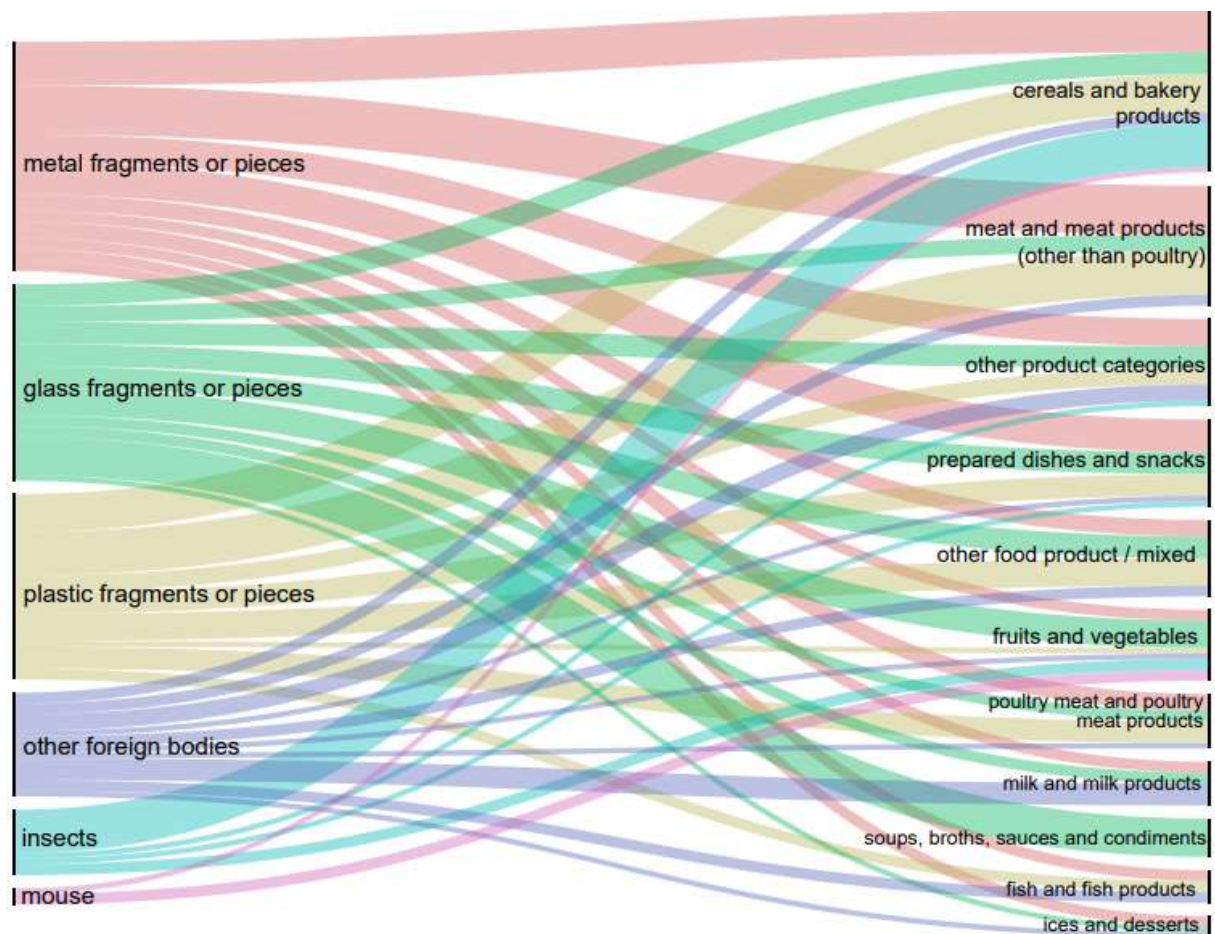 metal fragments or pieces
glass fragments or pieces
plastic fragments or pieces
other foreign bodies
insects
mouse
cereals and bakery
products
meat and meat products
(other than poultry)
other product categories
prepared dishes and snacks
other food product / mixed
fruits and vegetables
poultry meat and poultry
meat products
milk and milk products
soups, broths, sauces and condiments
fish and fish products
ices and desserts